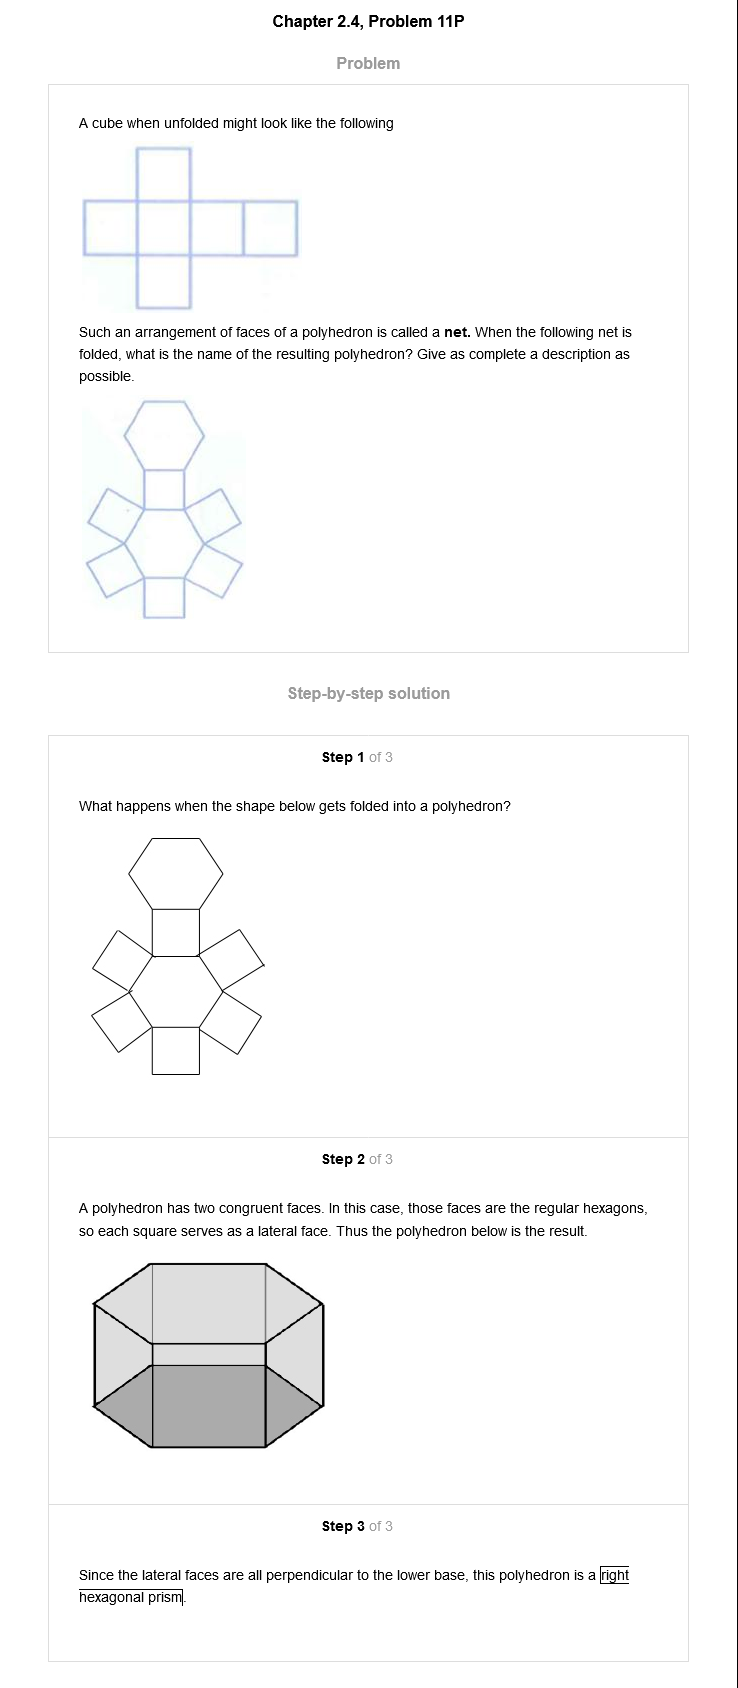 Chapter 2.4, Problem 11P
Problem
A cube when unfolded might look like the following
Such an arrangement of faces of a polyhedron is called a net. When the following net is
folded, what is the name of the resulting polyhedron? Give as complete a description as
possible.
Step-by-step solution
Step 1 of 3
What happens when the shape below gets folded into a polyhedron?
Step 2 of 3
A polyhedron has two congruent faces. In this case, those faces are the regular hexagons,
so each square serves as a lateral face. Thus the polyhedron below is the result.
Step 3 of 3
Since the lateral faces are all perpendicular to the lower base, this polyhedron is a right
hexagonal prism.